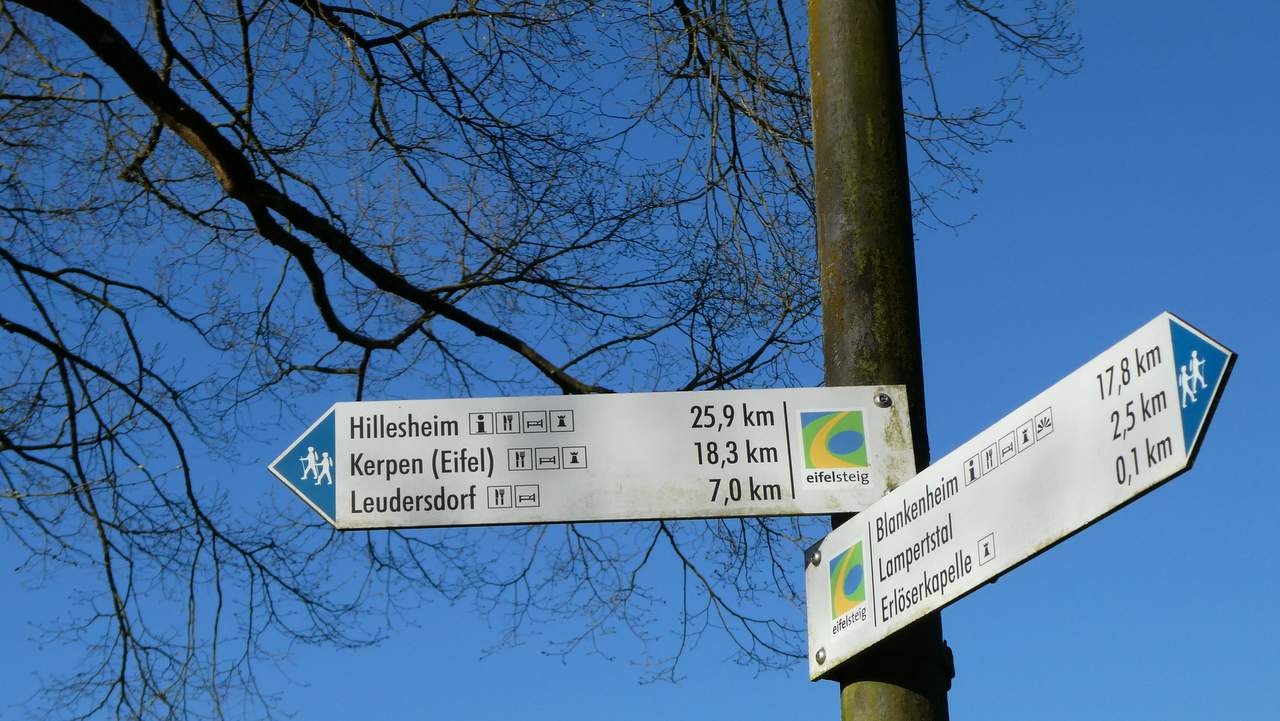 Hillesheim 25,9 km
Kerpen (Eifel) 18,3 km
Leudersdorf 7,0 km
eifelsteig
Blankenheim 17,8 km
Lampertstal 2,5 km
Erlöserkapelle 0,1 km
eifelsteig